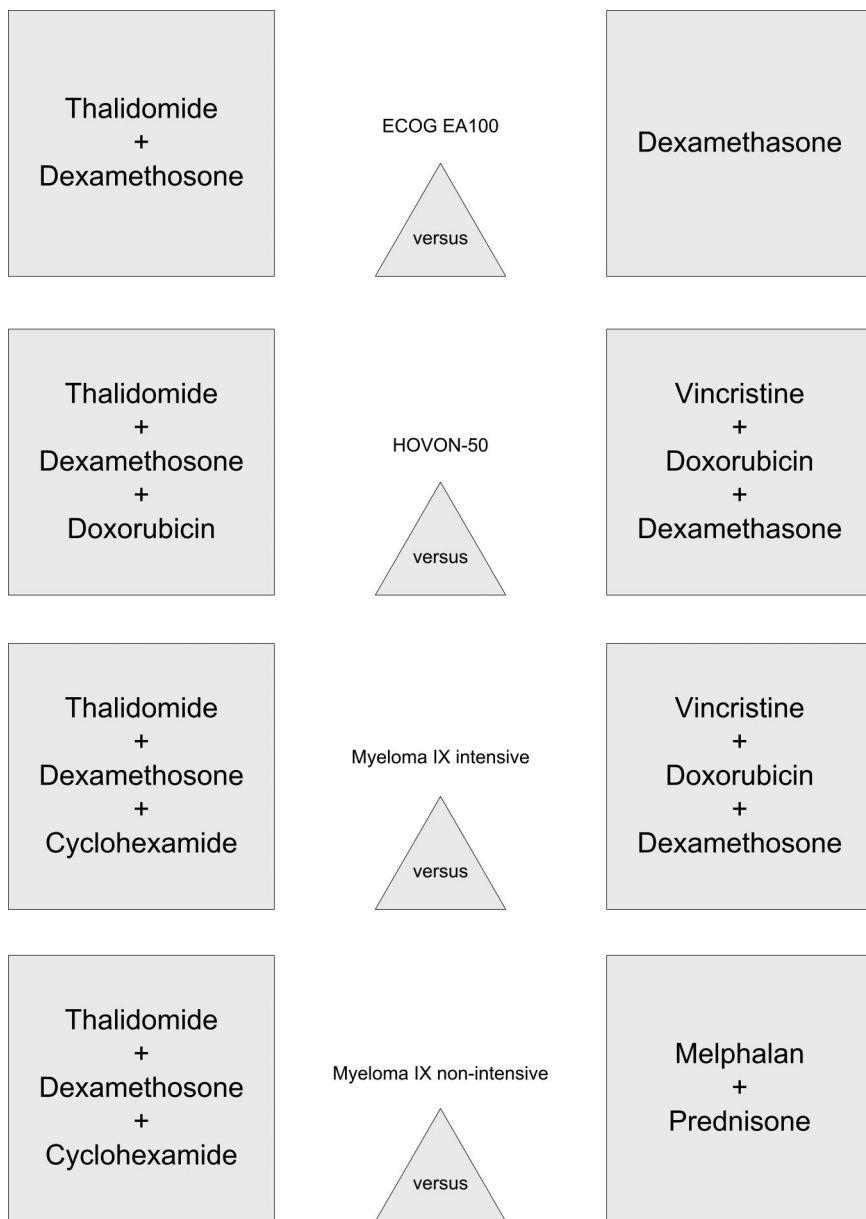 Thalidomide
+
Dexamethosone
ECOG EA100
versus
Dexamethasone
Thalidomide
+
Dexamethosone
+
Doxorubicin
HOVON-50
versus
Vincristine
+
Doxorubicin
+
Dexamethasone
Thalidomide
+
Dexamethosone
+
Cyclohexamide
Myeloma IX intensive
versus
Vincristine
+
Doxorubicin
+
Dexamethosone
Thalidomide
+
Dexamethosone
+
Cyclohexamide
Myeloma IX non-intensive
versus
Melphalan
+
Prednisone